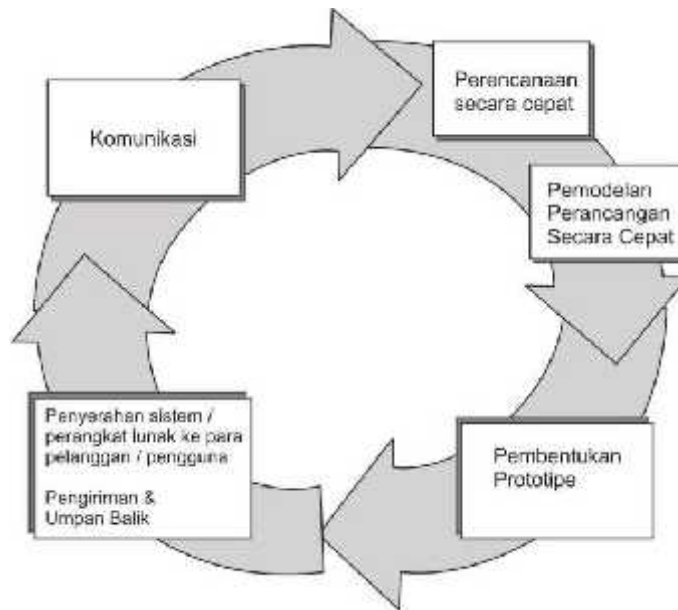 Komunikasi
Perencanaan
secara cepat
Pemodelan
Perancangan
Secara Cepat
Pembentukan
Prototipe
Penyerahan sistem /
perangkat lunak ke para
pelanggan / pengguna
Pengiriman &
Umpan Balik